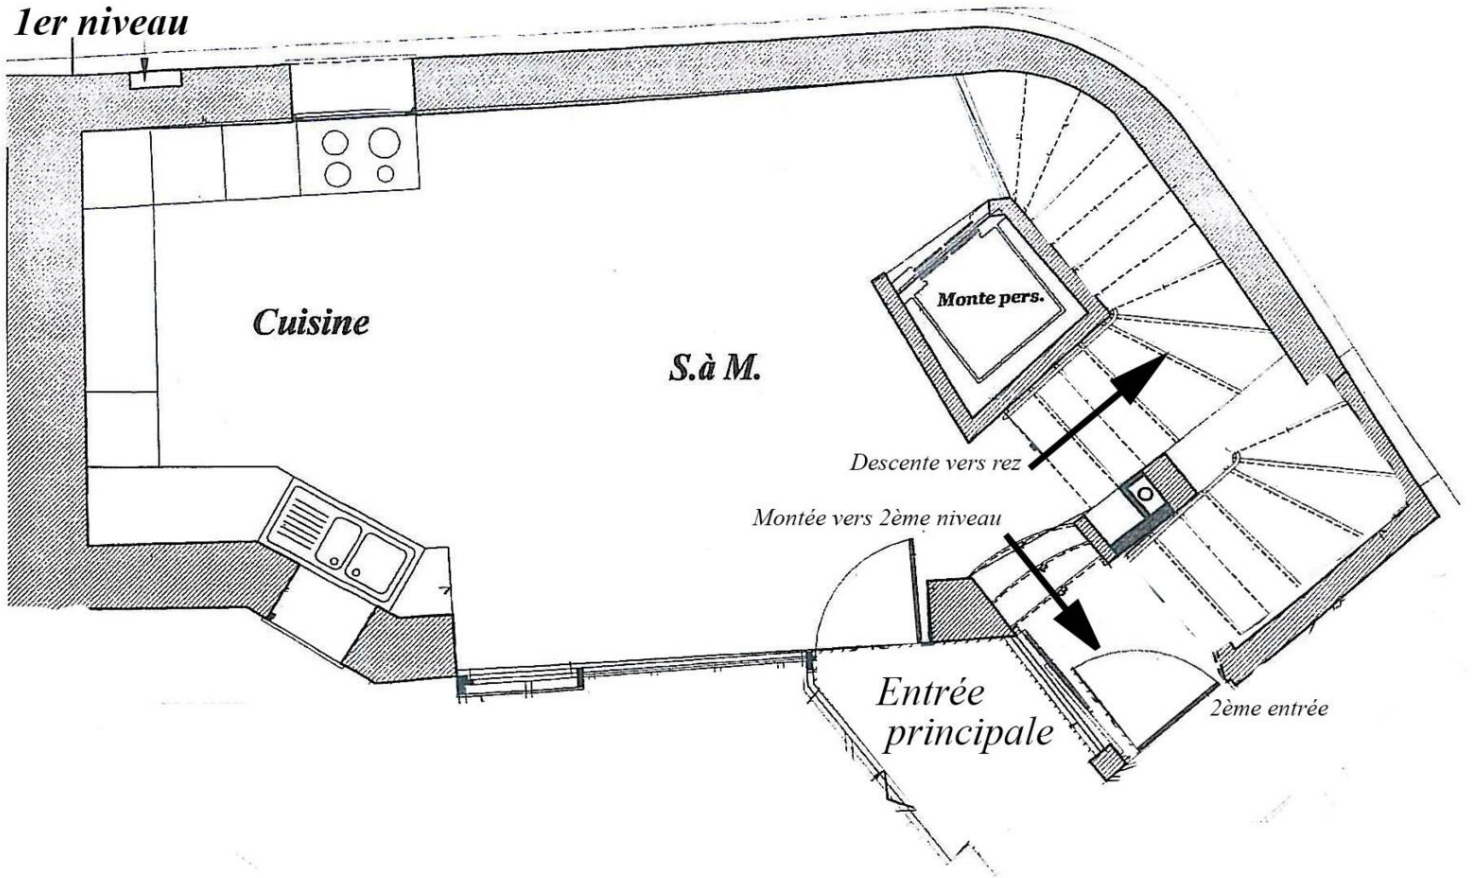 1er niveau
Cuisine
S.à M.
Monte pers.
Descente vers rez
Montée vers 2ème niveau
Entrée
principale
2ème entrée